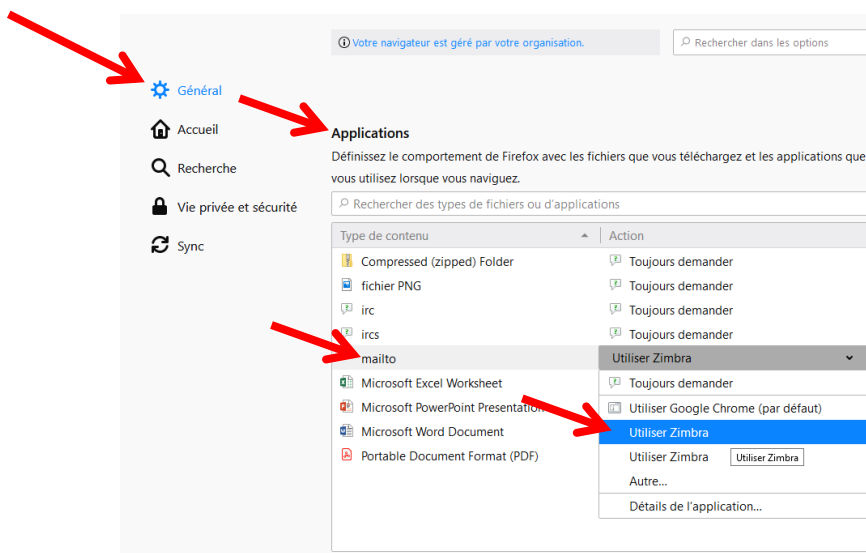 Votre navigateur est géré par votre organisation.
Rechercher dans les options
Général
Accueil
Recherche
Vie privée et sécurité
Sync
Applications
Définissez le comportement de Firefox avec les fichiers que vous téléchargez et les applications que
vous utilisez lorsque vous naviguez.
Rechercher des types de fichiers ou d'applications
Type de contenu Action
Compressed (zipped) Folder Toujours demander
fichier PNG Toujours demander
irc Toujours demander
ircs Toujours demander
mailto Utiliser Zimbra
Microsoft Excel Worksheet Toujours demander
Microsoft PowerPoint Presentation Utiliser Google Chrome (par défaut)
Microsoft Word Document Utiliser Zimbra
Portable Document Format (PDF) Utiliser Zimbra Utiliser Zimbra
Autre...
Détails de l'application...